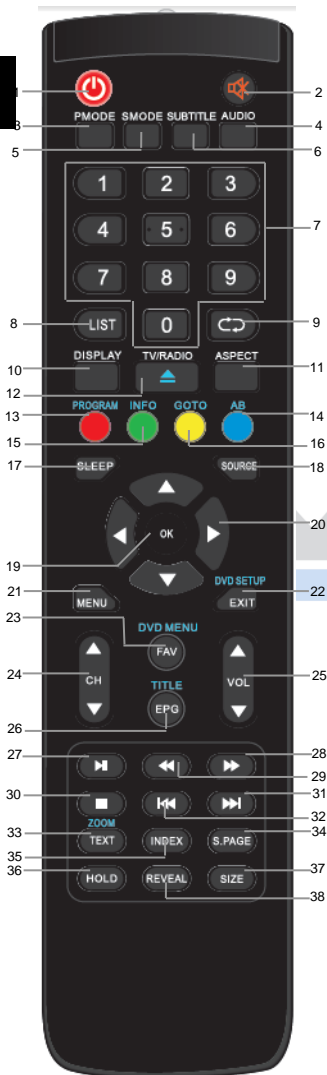 1 2
PMODE SMODE SUBTITLE AUDIO
3 4
5 6
1 2 3
7
4 5 6
7 8 9
8 LIST 0 9
DISPLAY TV/RADIO ASPECT
10 11
12
PROGRAM INFO GOTO AB
13 14
15 16
17 SLEEP SOURCE 18
20
OK
19
DVD SETUP
21 22
MENU EXIT
23
DVD MENU
FAV
24 CH VOL 25
TITLE
EPG
26
27 28
29
30 31
32
ZOOM
33 TEXT INDEX S.PAGE 34
35
36 HOLD REVEAL SIZE 37
38